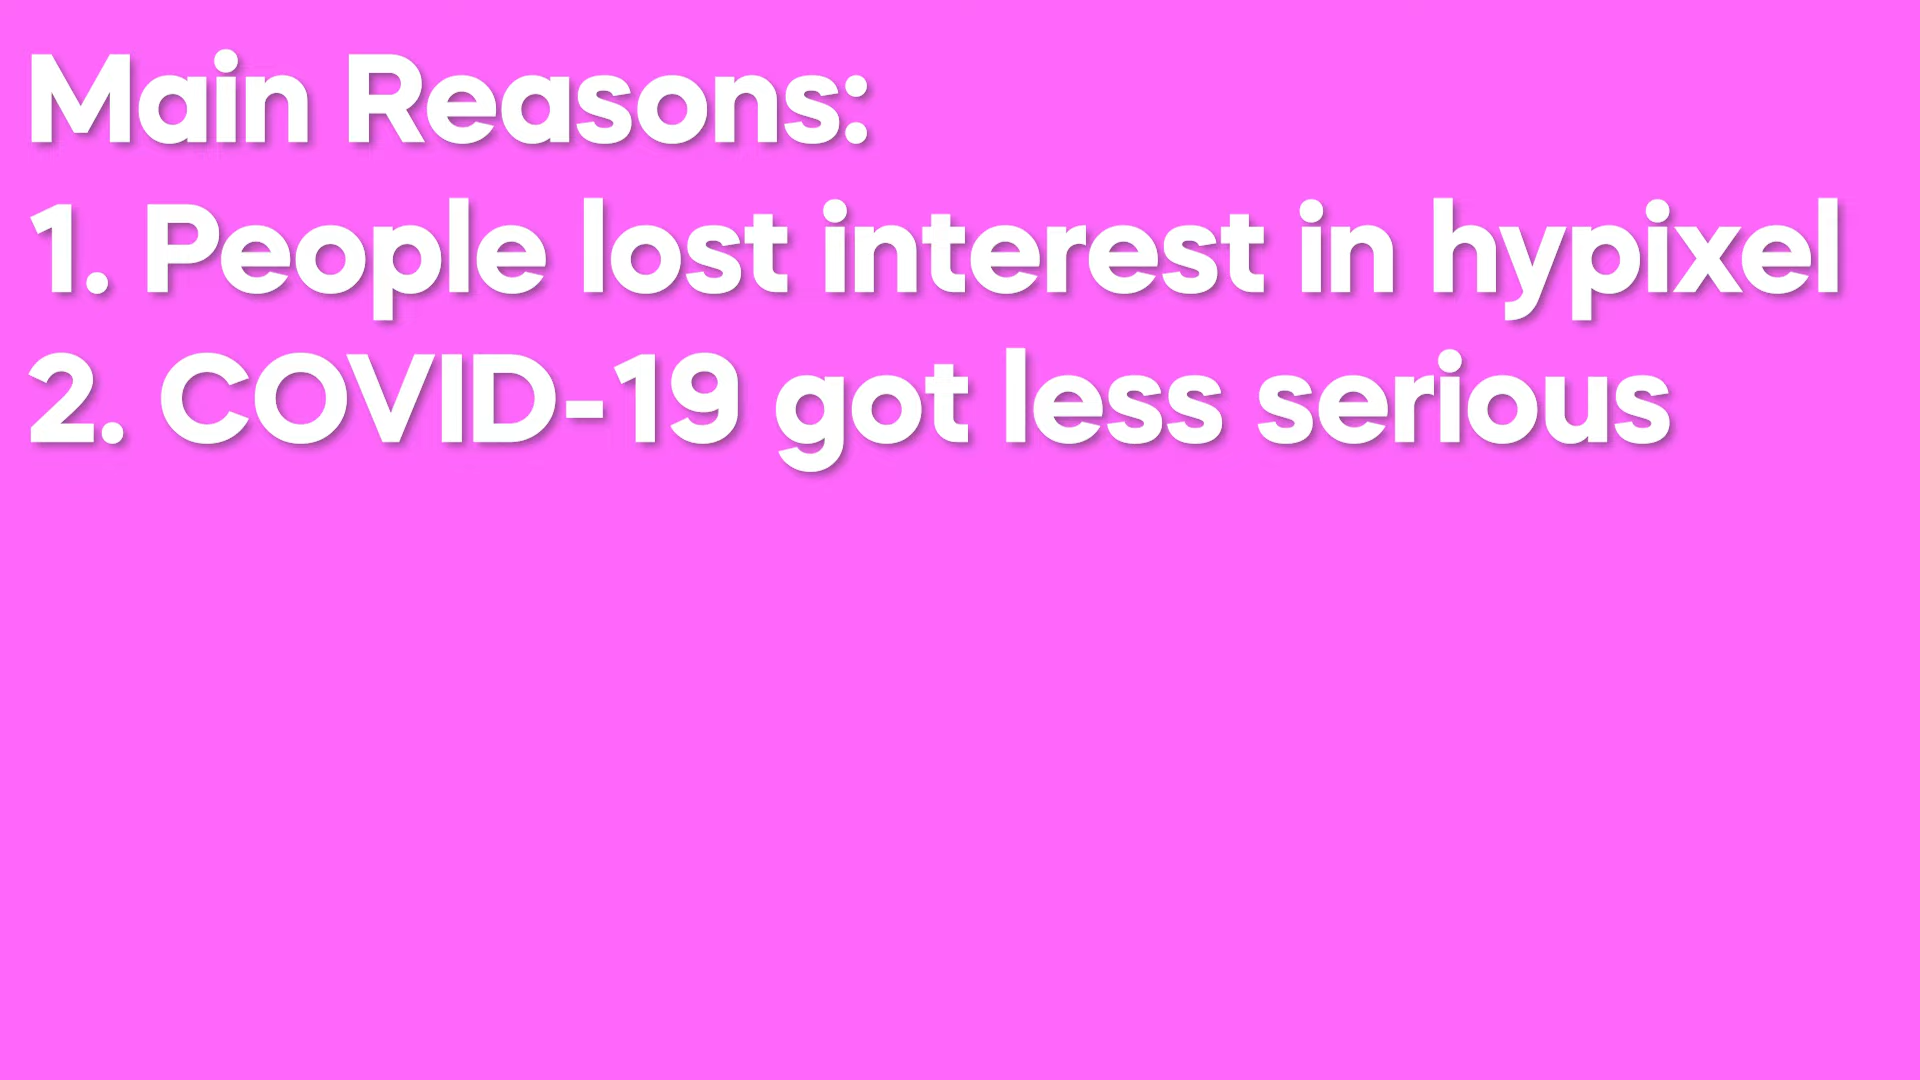 Main Reasons:
1. People lost interest in hypixel
2. COVID-19 got less serious